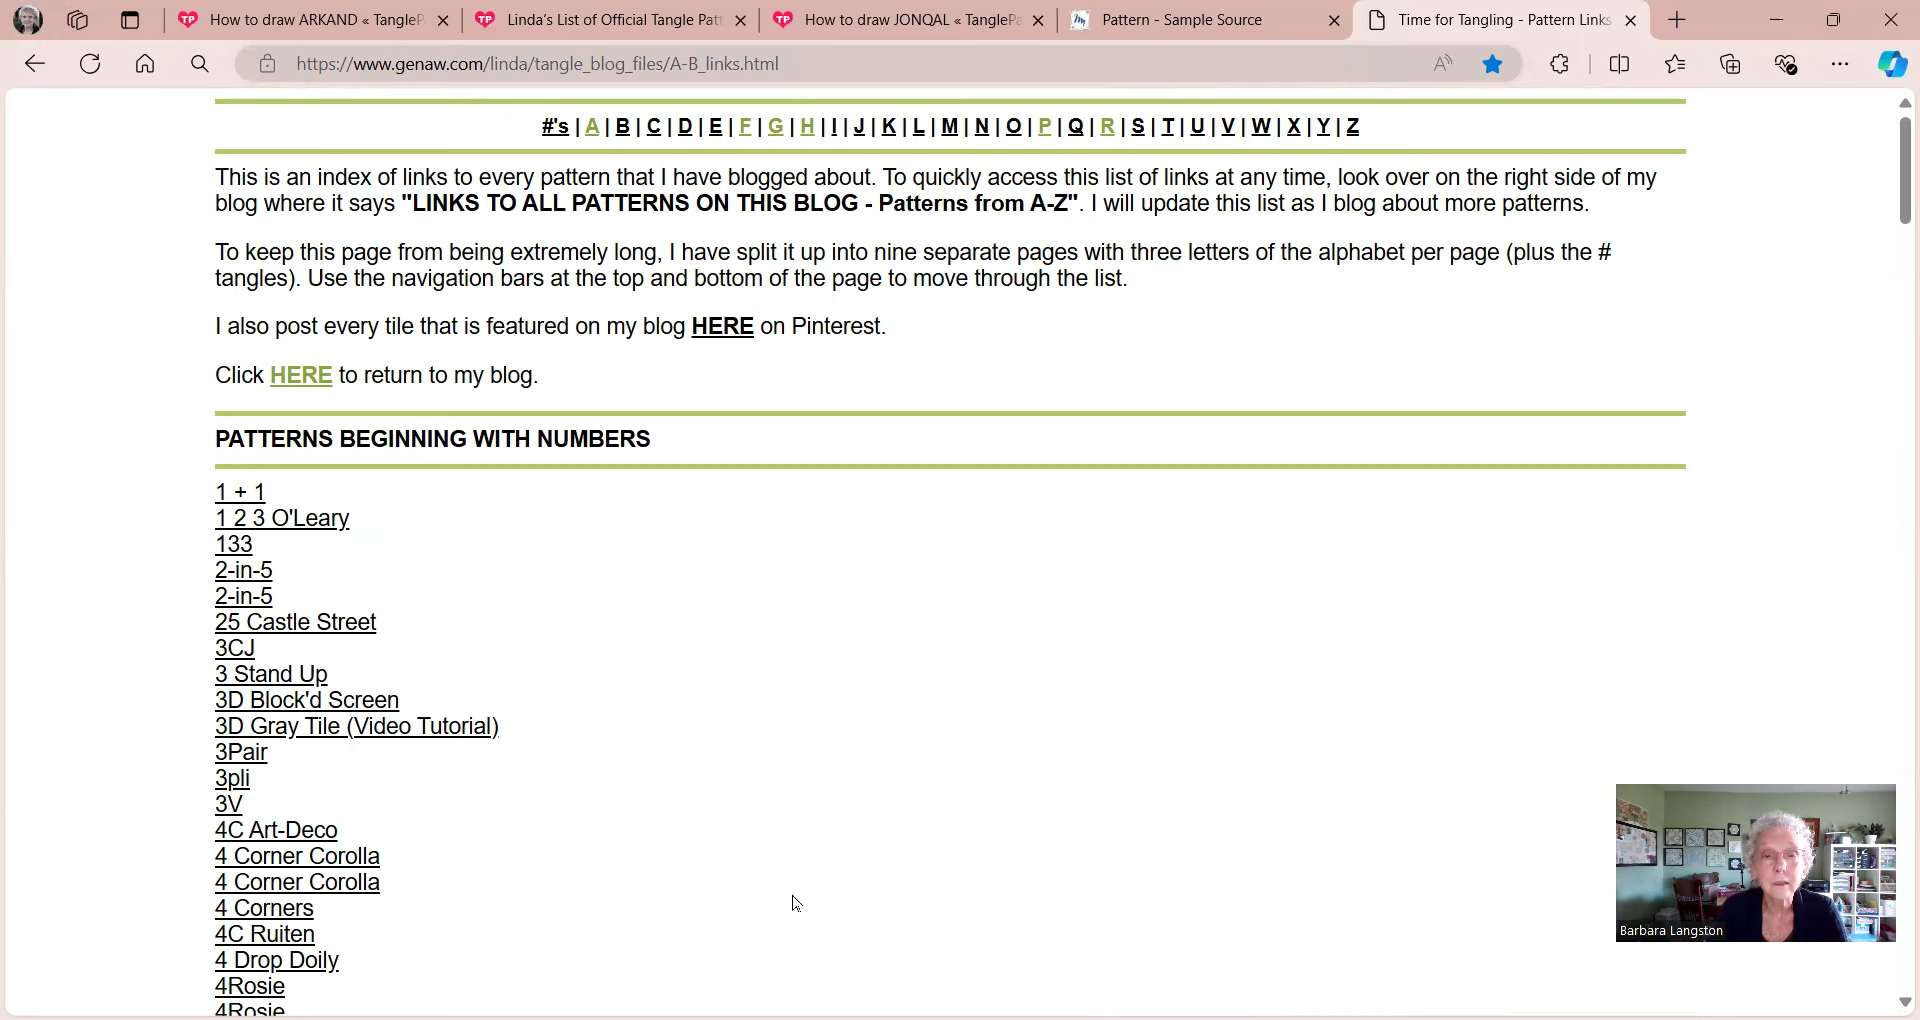 How to draw ARKAND « TangleP
Linda's List of Official Tangle Patt
How to draw JONQAL « TanglePa
Pattern - Sample Source
Time for Tangling - Pattern Links
https://www.genaw.com/linda/tangle_blog_files/A-B_links.html
#'s | A | B | C | D | E | F | G | H | I | J | K | L | M | N | O | P | Q | R | S | T | U | V | W | X | Y | Z
This is an index of links to every pattern that I have blogged about. To quickly access this list of links at any time, look over on the right side of my
blog where it says "LINKS TO ALL PATTERNS ON THIS BLOG - Patterns from A-Z". I will update this list as I blog about more patterns.
To keep this page from being extremely long, I have split it up into nine separate pages with three letters of the alphabet per page (plus the #
tangles). Use the navigation bars at the top and bottom of the page to move through the list.
I also post every tile that is featured on my blog HERE on Pinterest.
Click HERE to return to my blog.
PATTERNS BEGINNING WITH NUMBERS
1 + 1
1 2 3 O'Leary
133
2-in-5
2-in-5
25 Castle Street
3CJ
3 Stand Up
3D Block'd Screen
3D Gray Tile (Video Tutorial)
3Pair
3pli
3V
4C Art-Deco
4 Corner Corolla
4 Corner Corolla
4 Corners
4C Ruiten
4 Drop Doily
4Rosie
4Rosie
Barbara Langston